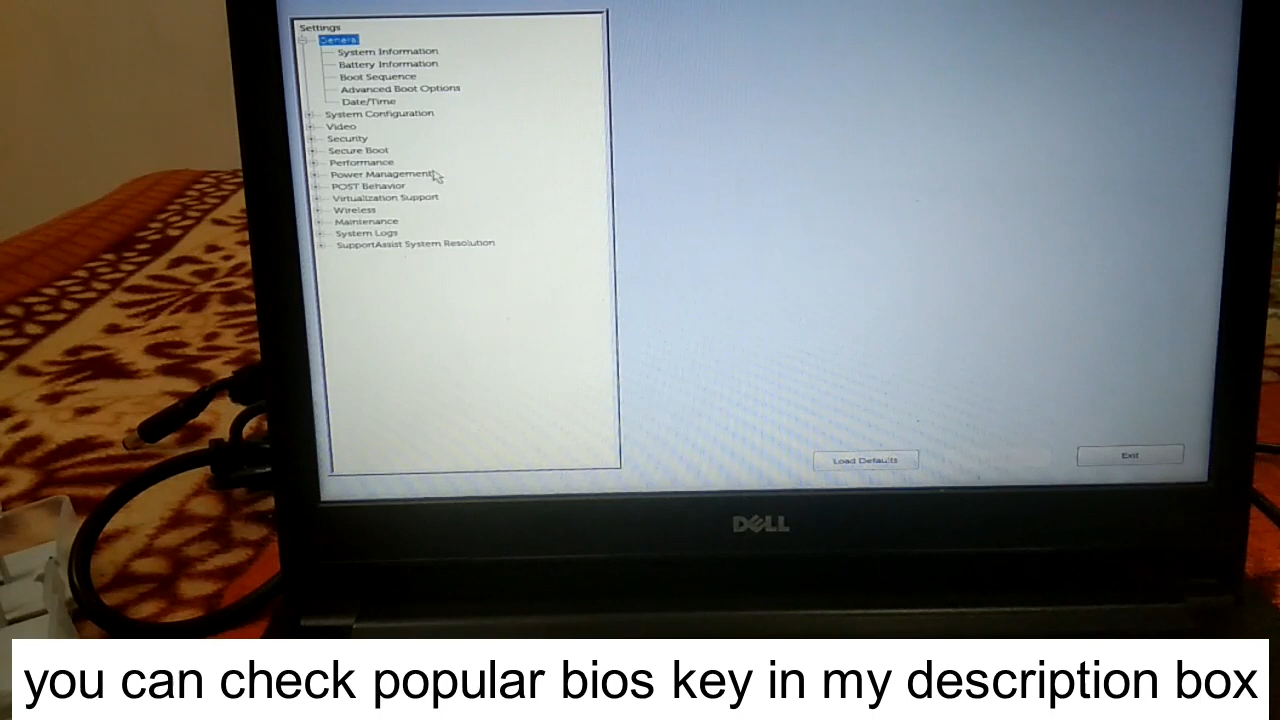 Settings
General
System Information
Battery Information
Boot Sequence
Advanced Boot Options
Date/Time
System Configuration
Video
Security
Secure Boot
Performance
Power Management
POST Behavior
Virtualization Support
Wireless
Maintenance
System Logs
SupportAssist System Resolution
Load Defaults
Exit
DELL
you can check popular bios key in my description box